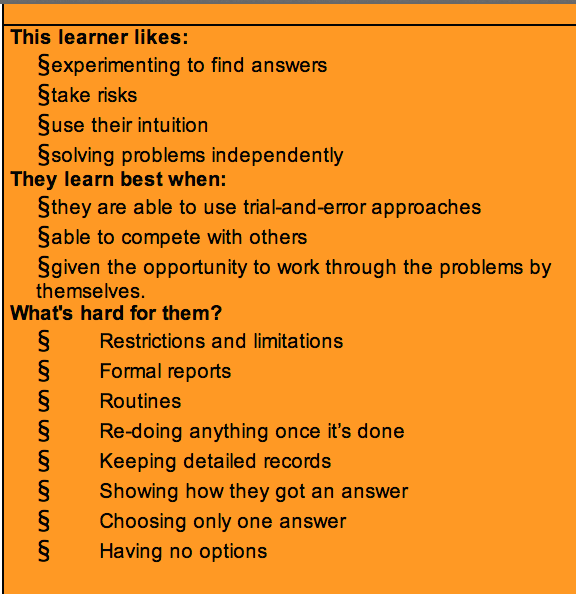 This learner likes:
§experimenting to find answers
§take risks
§use their intuition
§solving problems independently
They learn best when:
§they are able to use trial-and-error approaches
§able to compete with others
§given the opportunity to work through the problems by
themselves.
What's hard for them?
§ Restrictions and limitations
§ Formal reports
§ Routines
§ Re-doing anything once it’s done
§ Keeping detailed records
§ Showing how they got an answer
§ Choosing only one answer
§ Having no options